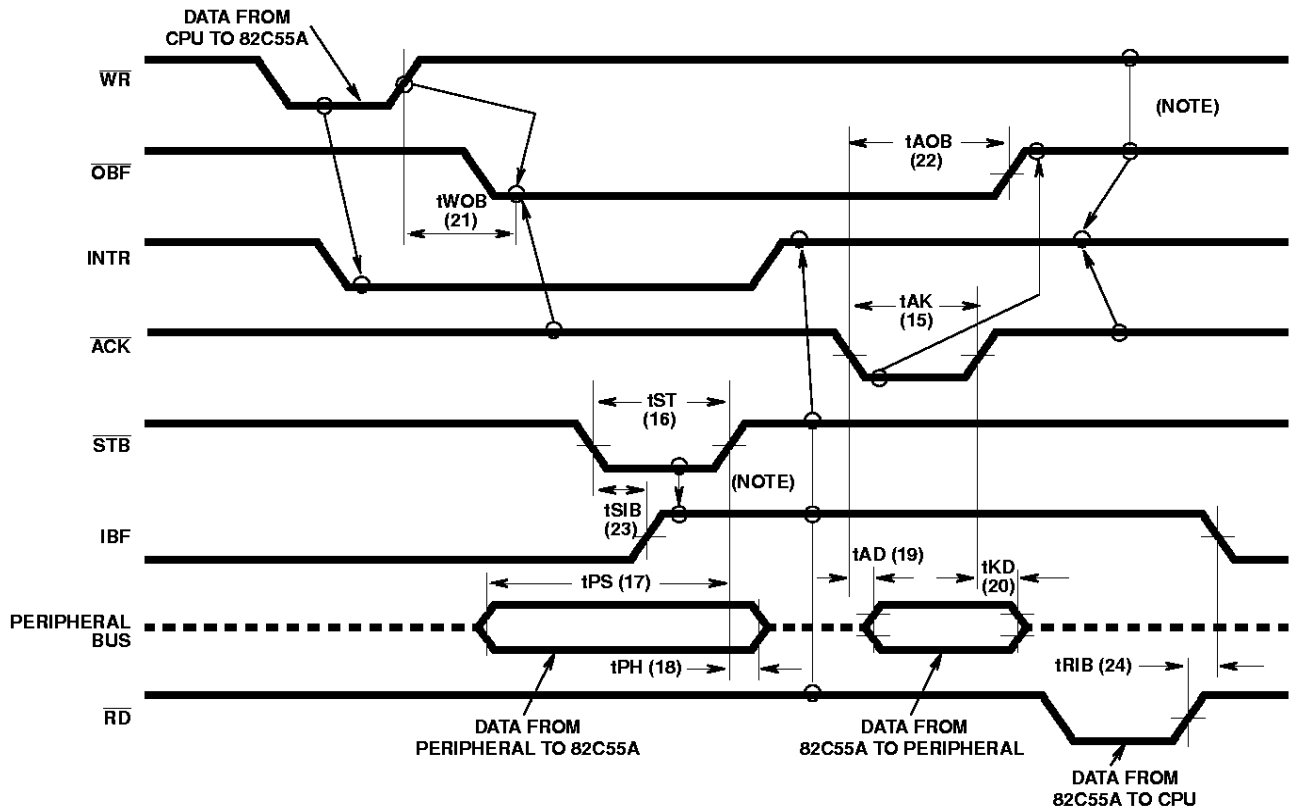 DATA FROM
CPU TO 82C55A
WR
(NOTE)
tAOB
(22)
OBF
tWOB
(21)
INTR
tAK
(15)
ACK
tST
(16)
STB
(NOTE)
tSIB
(23)
IBF
tAD (19)
tKD
(20)
tPS (17)
PERIPHERAL
BUS
tPH (18)
tRIB (24)
RD
DATA FROM
PERIPHERAL TO 82C55A
DATA FROM
82C55A TO PERIPHERAL
DATA FROM
82C55A TO CPU